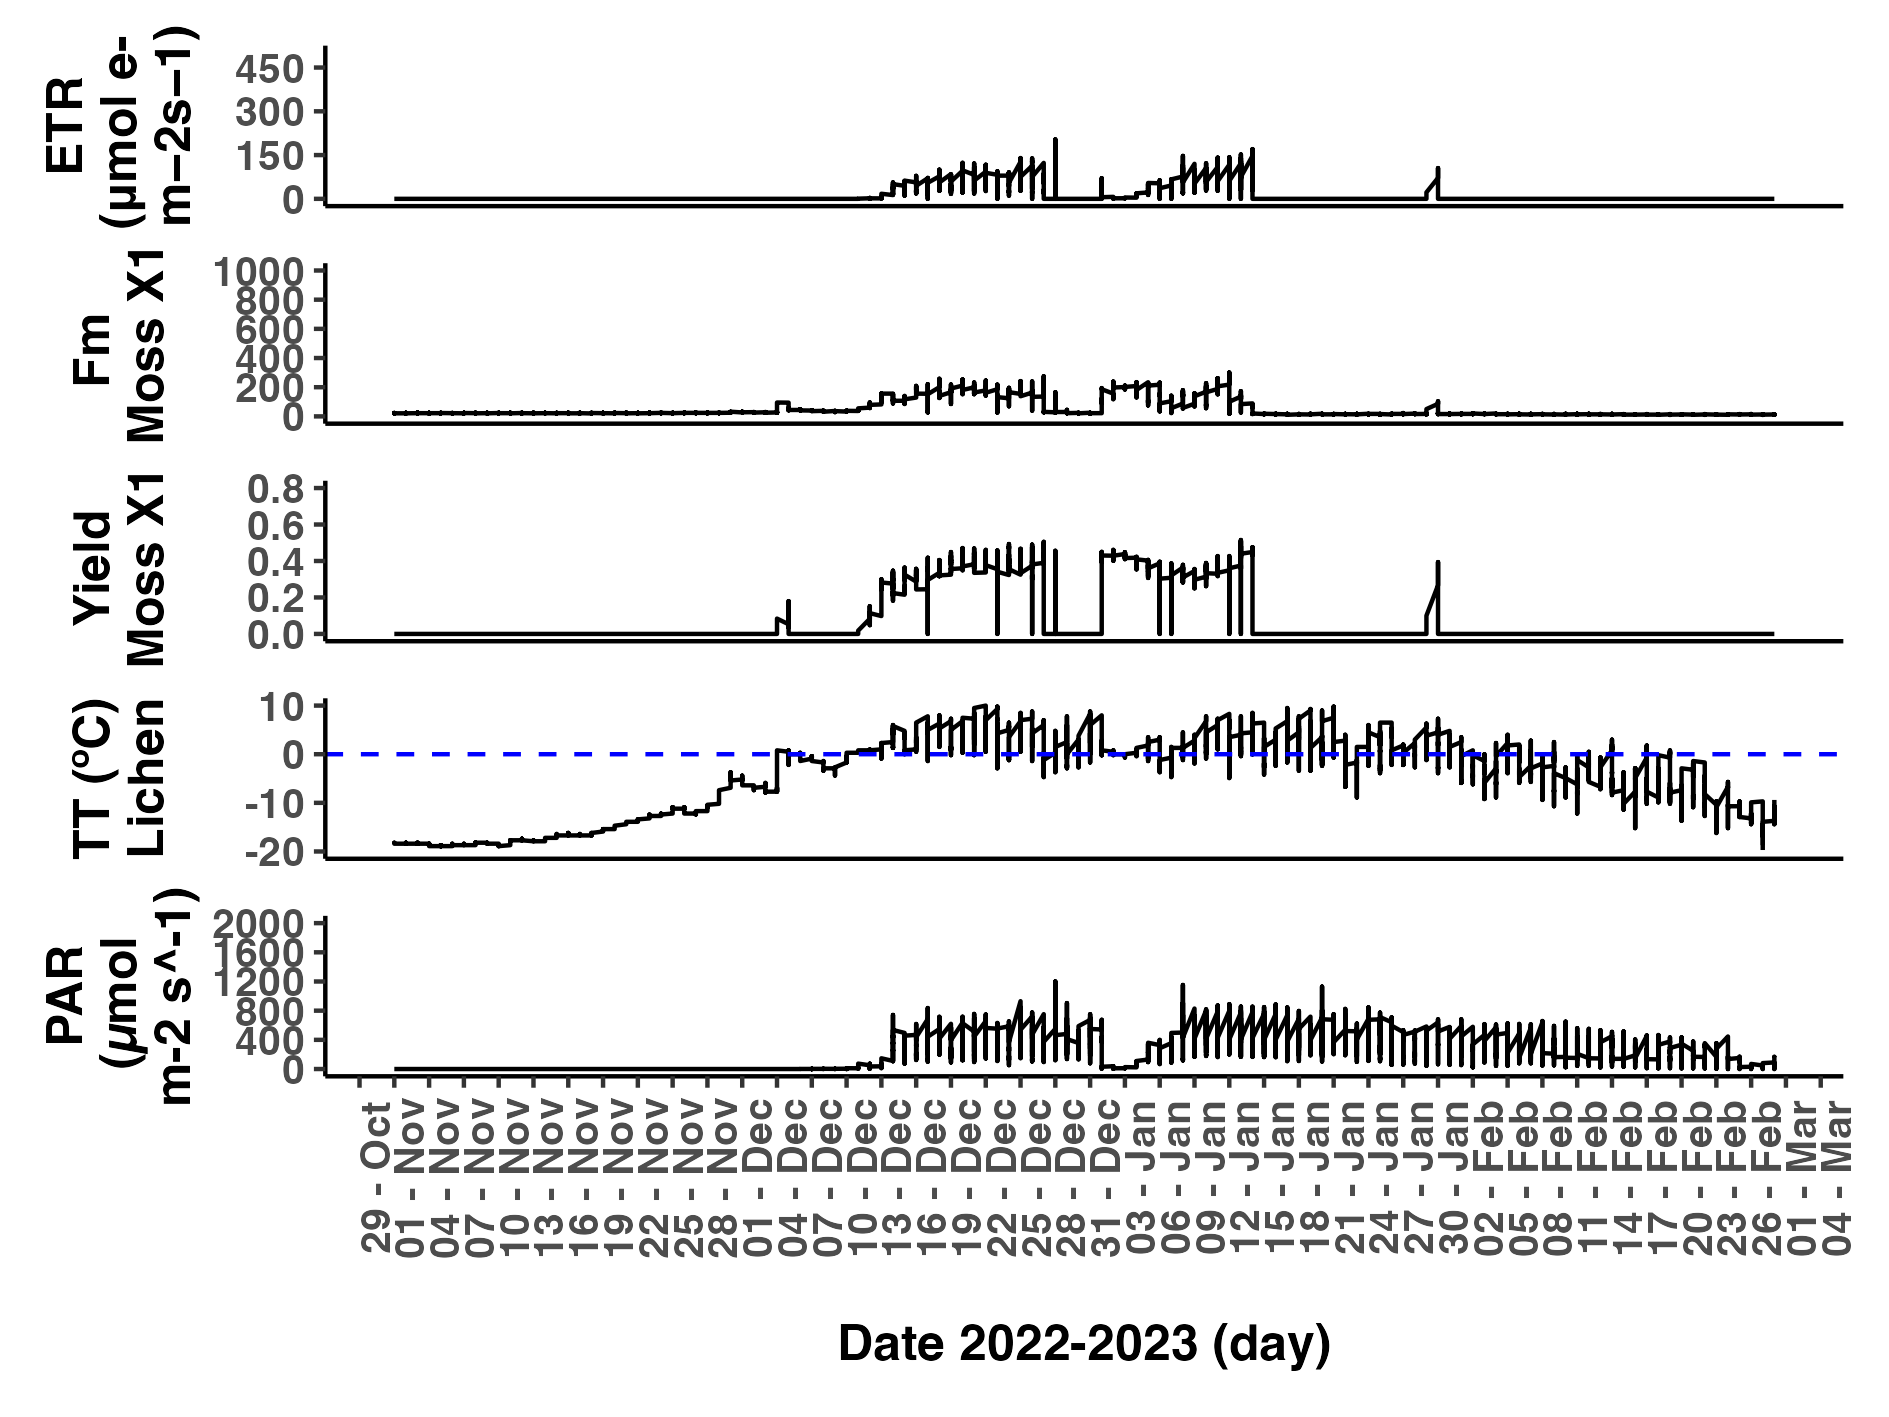 ETR
(µmol e-
m−2s−1)
450
300
150
0
Fm
Moss X1
1000
800
600
400
200
0
Yield
Moss X1
0.8
0.6
0.4
0.2
0.0
TT (ºC)
Lichen
10
0
-10
-20
PAR
(µmol
m-2 s^-1)
2000
1600
1200
800
400
0
29 - Oct
01 - Nov
04 - Nov
07 - Nov
10 - Nov
13 - Nov
16 - Nov
19 - Nov
22 - Nov
25 - Nov
28 - Nov
01 - Dec
04 - Dec
07 - Dec
10 - Dec
13 - Dec
16 - Dec
19 - Dec
22 - Dec
25 - Dec
28 - Dec
31 - Dec
03 - Jan
06 - Jan
09 - Jan
12 - Jan
15 - Jan
18 - Jan
21 - Jan
24 - Jan
27 - Jan
30 - Jan
02 - Feb
05 - Feb
08 - Feb
11 - Feb
14 - Feb
17 - Feb
20 - Feb
23 - Feb
26 - Feb
01 - Mar
04 - Mar
Date 2022-2023 (day)